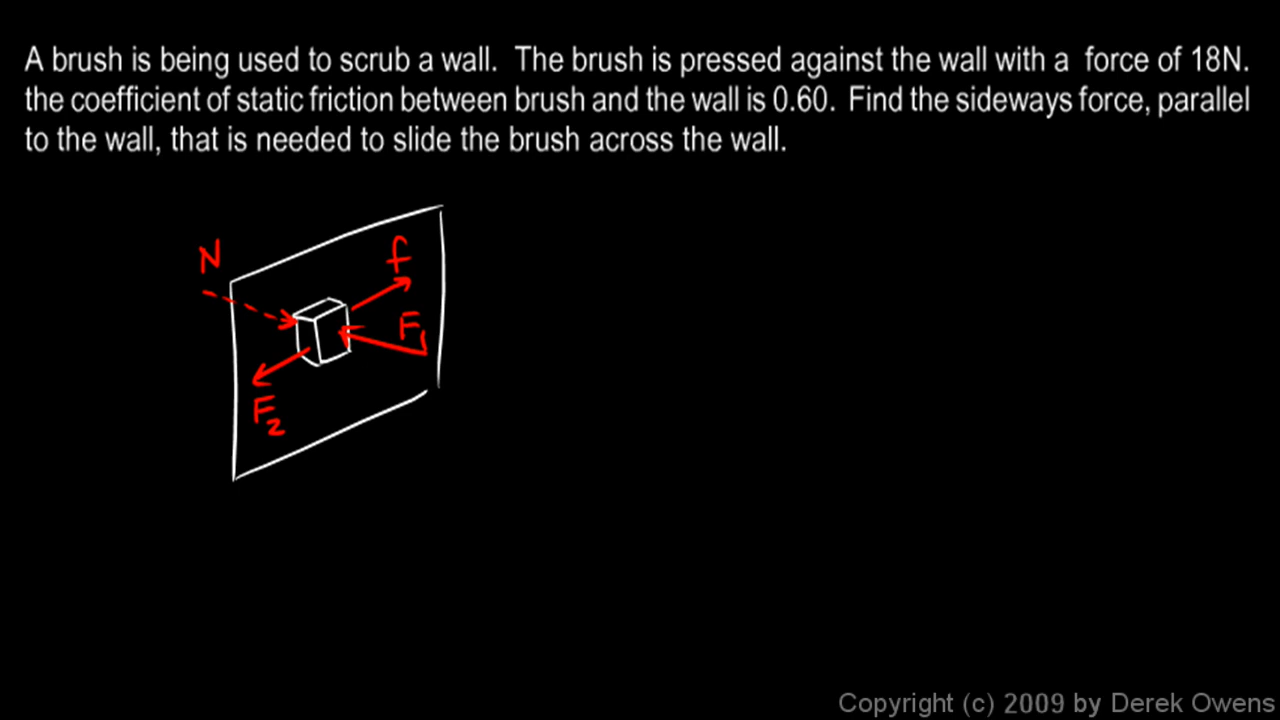 A brush is being used to scrub a wall. The brush is pressed against the wall with a force of 18N.
the coefficient of static friction between brush and the wall is 0.60. Find the sideways force, parallel
to the wall, that is needed to slide the brush across the wall.
N
f
F₁
F₂
Copyright (c) 2009 by Derek Owens